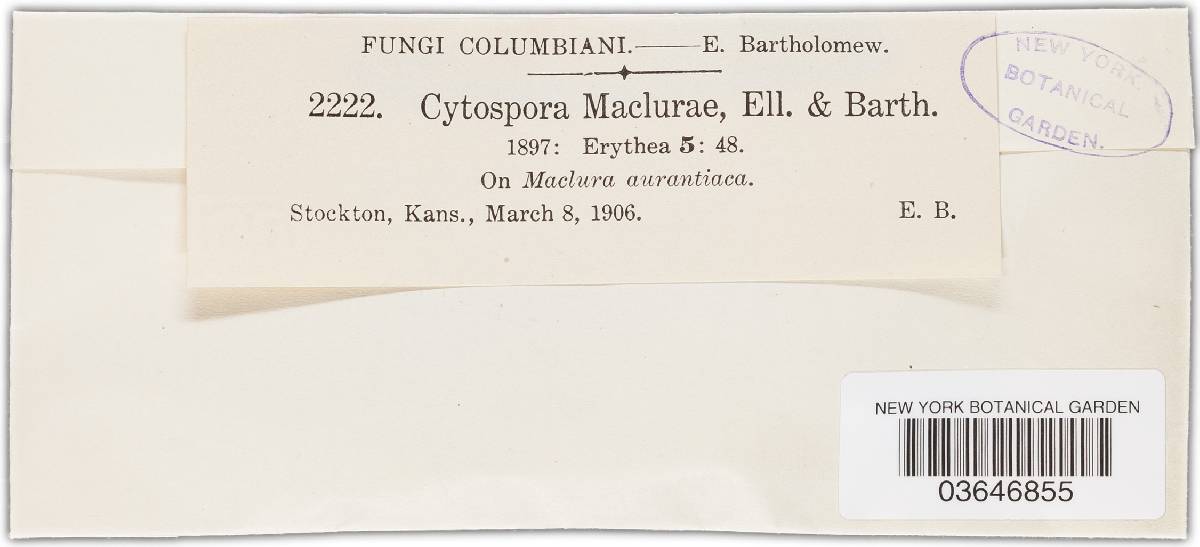 FUNGI COLUMBIANI.——E. Bartholomew.
2222. Cytospora Maclurae, Ell. & Barth.
1897: Erythea 5: 48.
On Maclura aurantiaca.
Stockton, Kans., March 8, 1906. E. B.
NEW YORK
BOTANICAL
GARDEN.
NEW YORK BOTANICAL GARDEN
03646855